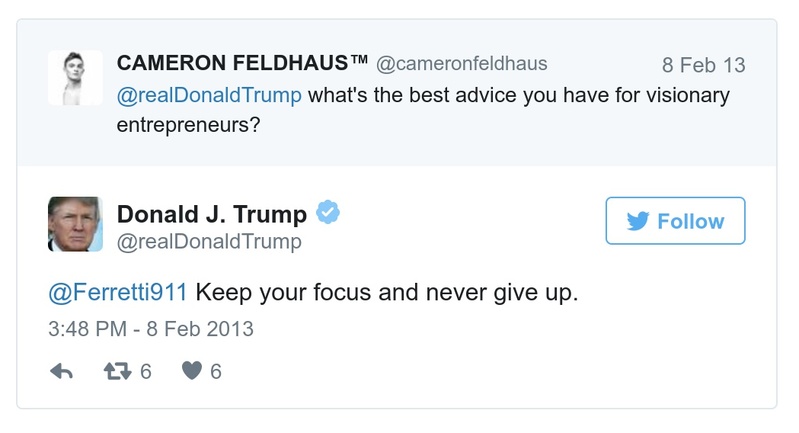 CAMERON FELDHAUS™ @cameronfeldhaus 8 Feb 13
@realDonaldTrump what's the best advice you have for visionary
entrepreneurs?
Donald J. Trump
@realDonaldTrump
Follow
@Ferretti911 Keep your focus and never give up.
3:48 PM - 8 Feb 2013
6 6